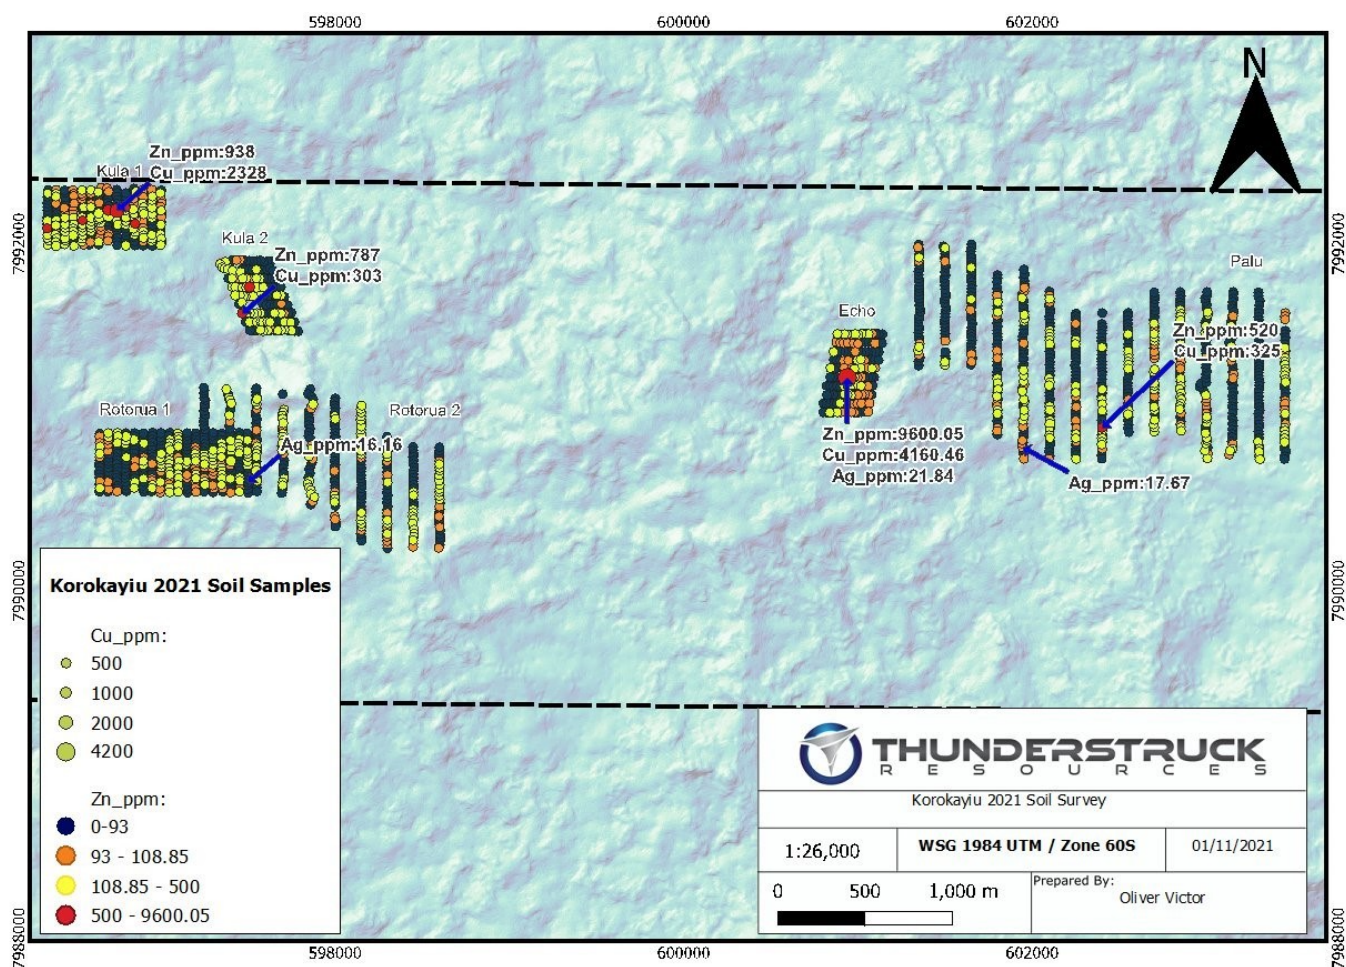 598000
600000
602000
N
Zn_ppm:938
Kula 1
Cu_ppm:2328
7992000
7992000
Kula 2
Zn_ppm:787
Cu_ppm:303
Palu
Echo
Zn_ppm:520
Cu_ppm:325
Rotorua 1
Rotorua 2
Ag_ppm:16.16
Zn_ppm:9600.05
Cu_ppm:4160.46
Ag_ppm:21.84
Ag_ppm:17.67
7990000
7990000
Korokayiu 2021 Soil Samples
Cu_ppm:
500
1000
2000
4200
Zn_ppm:
0-93
93 - 108.85
108.85 - 500
500 - 9600.05
THUNDERSTRUCK
RESOURCES
Korokayiu 2021 Soil Survey
1:26,000
WSG 1984 UTM / Zone 60S
01/11/2021
0 500 1,000 m
Prepared By:
Oliver Victor
7988000
7988000
598000
600000
602000